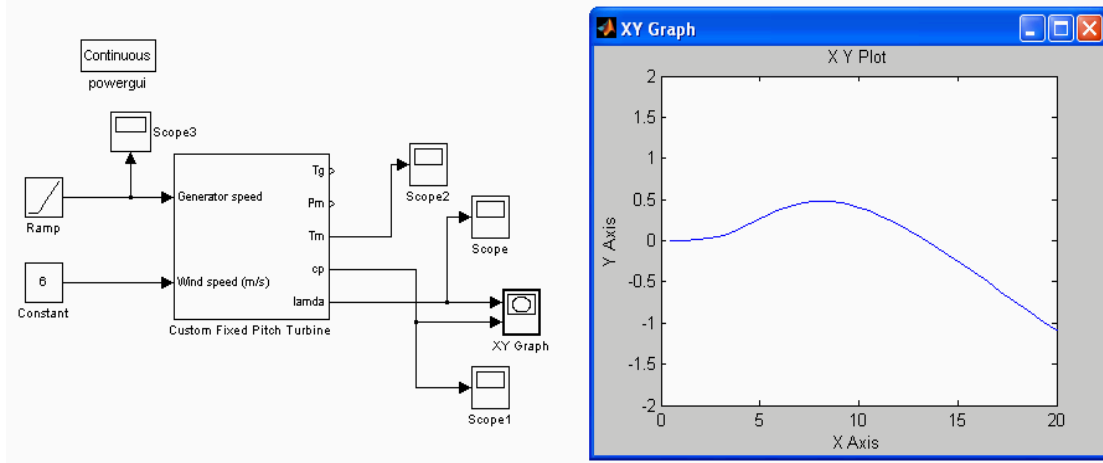 Continuous
powergui
Scope3
Ramp
6
Constant
Generator speed
Wind speed (m/s)
Tg
Pm
Tm
cp
lamda
Custom Fixed Pitch Turbine
Scope2
Scope
XY Graph
Scope1
XY Graph
X Y Plot
Y Axis
2
1.5
1
0.5
0
-0.5
-1
-1.5
-2
0 5 10 15 20
X Axis